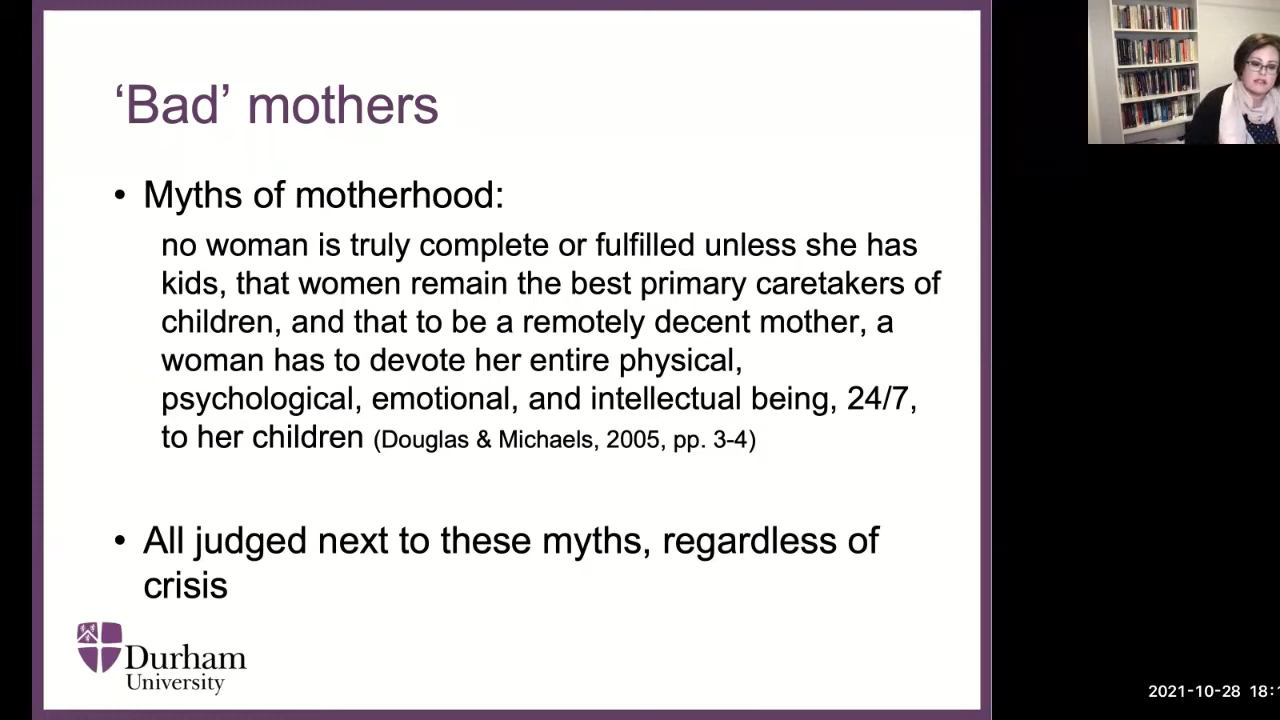 ‘Bad’ mothers
• Myths of motherhood:
no woman is truly complete or fulfilled unless she has
kids, that women remain the best primary caretakers of
children, and that to be a remotely decent mother, a
woman has to devote her entire physical,
psychological, emotional, and intellectual being, 24/7,
to her children (Douglas & Michaels, 2005, pp. 3-4)
• All judged next to these myths, regardless of
crisis
Durham
University
2021-10-28 18:1